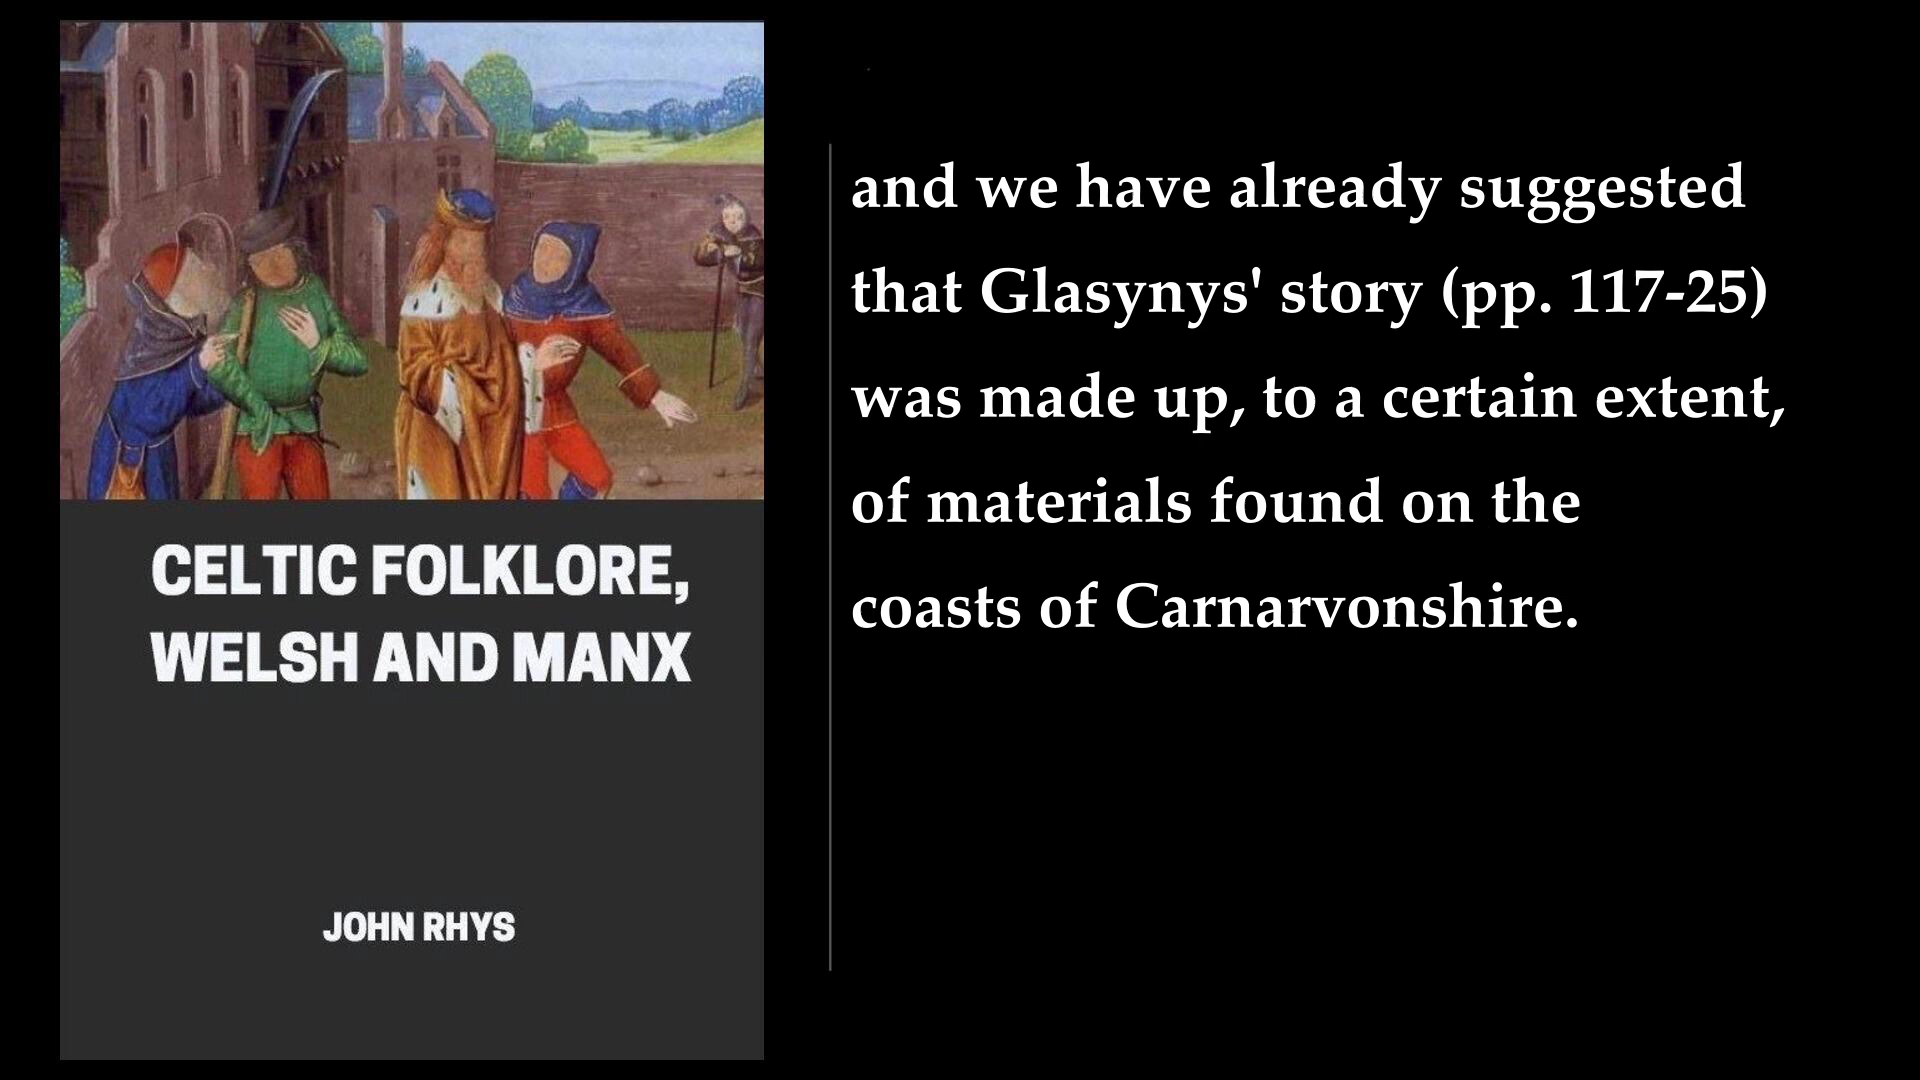 CELTIC FOLKLORE,
WELSH AND MANX
JOHN RHYS
and we have already suggested
that Glasynys' story (pp. 117-25)
was made up, to a certain extent,
of materials found on the
coasts of Carnarvonshire.